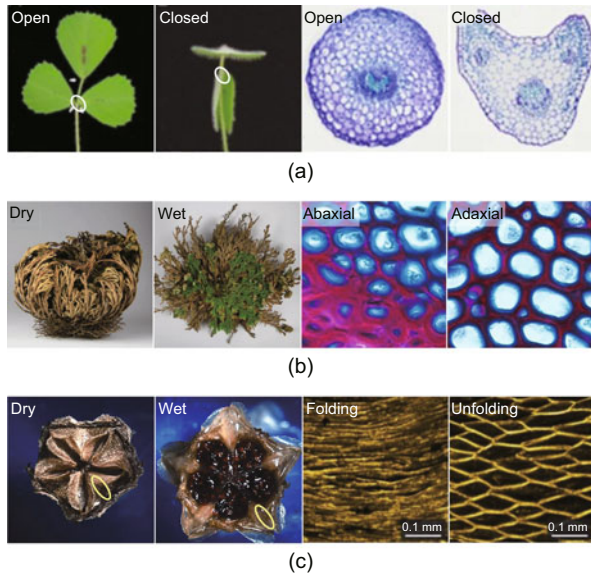 Open
Closed
Open
Closed
(a)
Dry
Wet
Abaxial
Adaxial
(b)
Dry
Wet
Folding
Unfolding
0.1 mm
0.1 mm
(c)